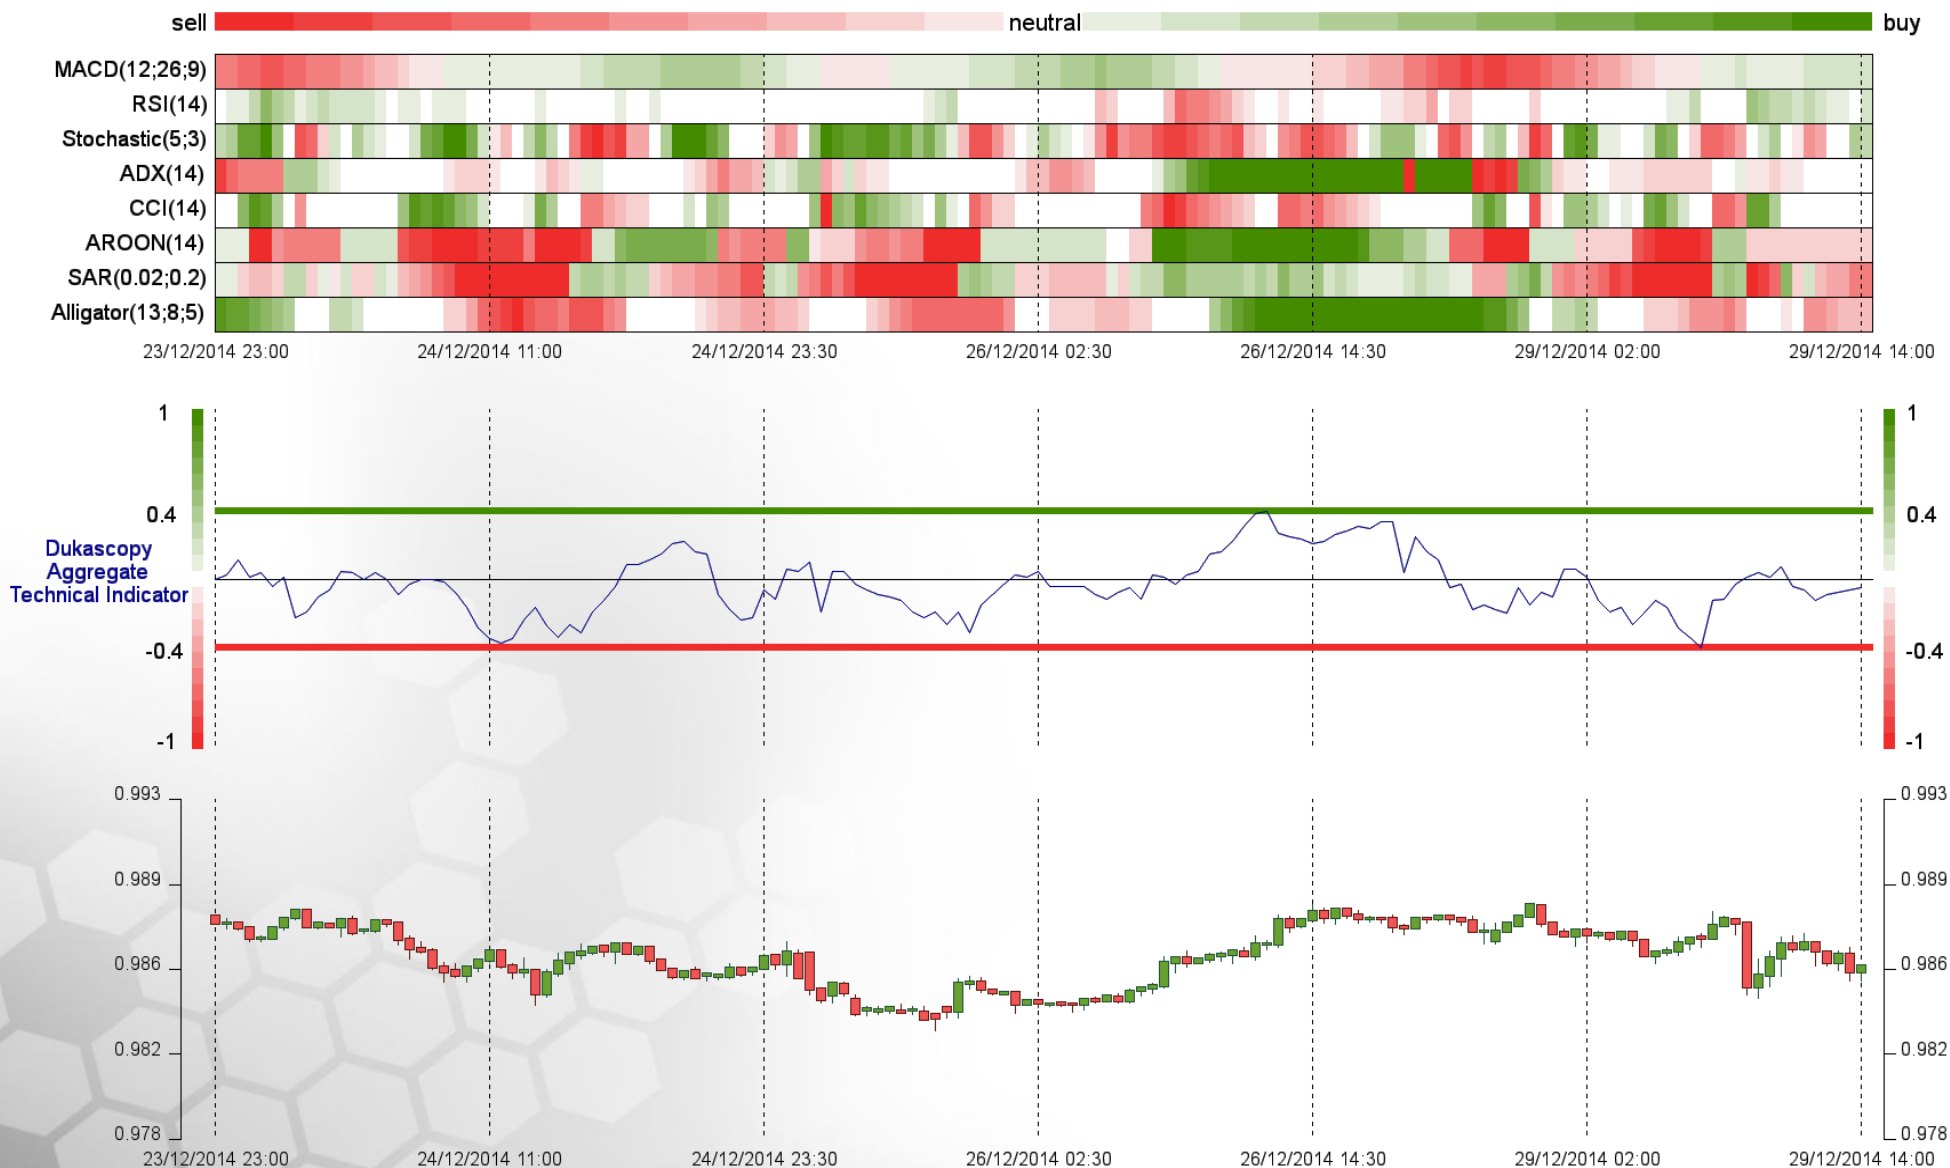 sell neutral buy
MACD(12;26;9)
RSI(14)
Stochastic(5;3)
ADX(14)
CCI(14)
AROON(14)
SAR(0.02;0.2)
Alligator(13;8;5)
23/12/2014 23:00 24/12/2014 11:00 24/12/2014 23:30 26/12/2014 02:30 26/12/2014 14:30 29/12/2014 02:00 29/12/2014 14:00
1 1
0.4 0.4
Dukascopy
Aggregate
Technical Indicator
-0.4 -0.4
-1 -1
0.993 0.993
0.989 0.989
0.986 0.986
0.982 0.982
0.978 0.978
23/12/2014 23:00 24/12/2014 11:00 24/12/2014 23:30 26/12/2014 02:30 26/12/2014 14:30 29/12/2014 02:00 29/12/2014 14:00